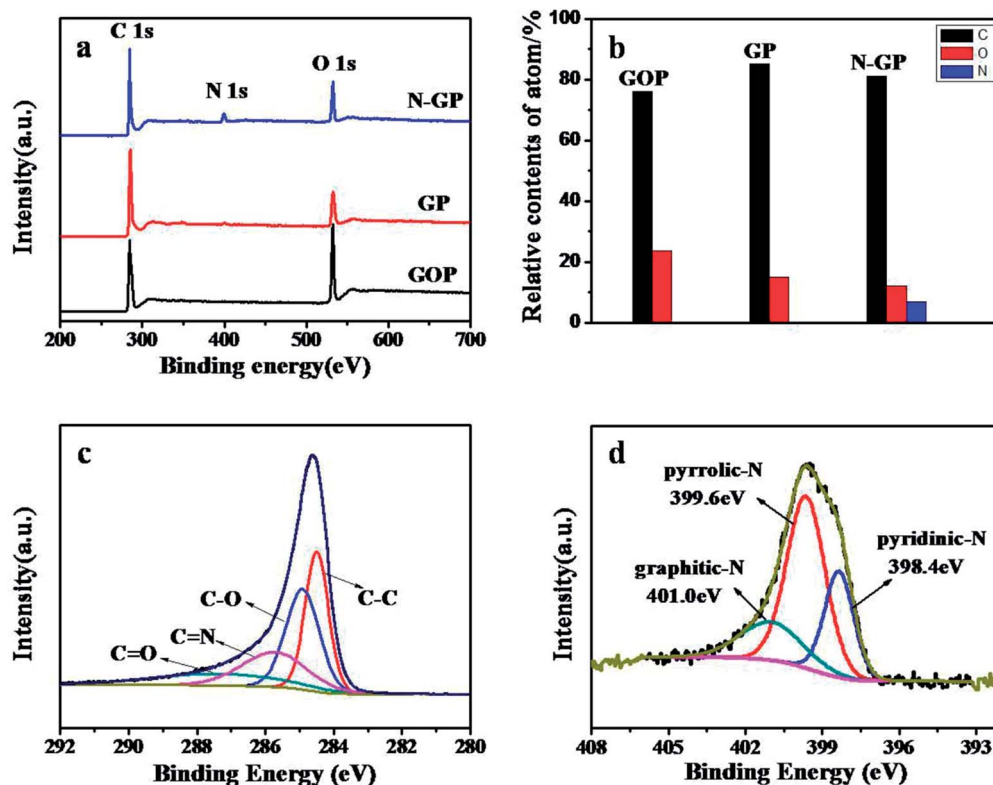 a
C 1s
N 1s
O 1s
N-GP
GP
GOP
Intensity(a.u.)
200 300 400 500 600 700
Binding energy(eV)
b
GOP
GP
N-GP
C
O
N
Relative contents of atom/%
100
80
60
40
20
0
c
C-O
C-C
C=N
C=O
Intensity(a.u.)
292 290 288 286 284 282 280
Binding Energy (eV)
d
pyrrolic-N
399.6eV
pyridinic-N
398.4eV
graphitic-N
401.0eV
Intensity(a.u.)
408 405 402 399 396 393
Binding Energy (eV)